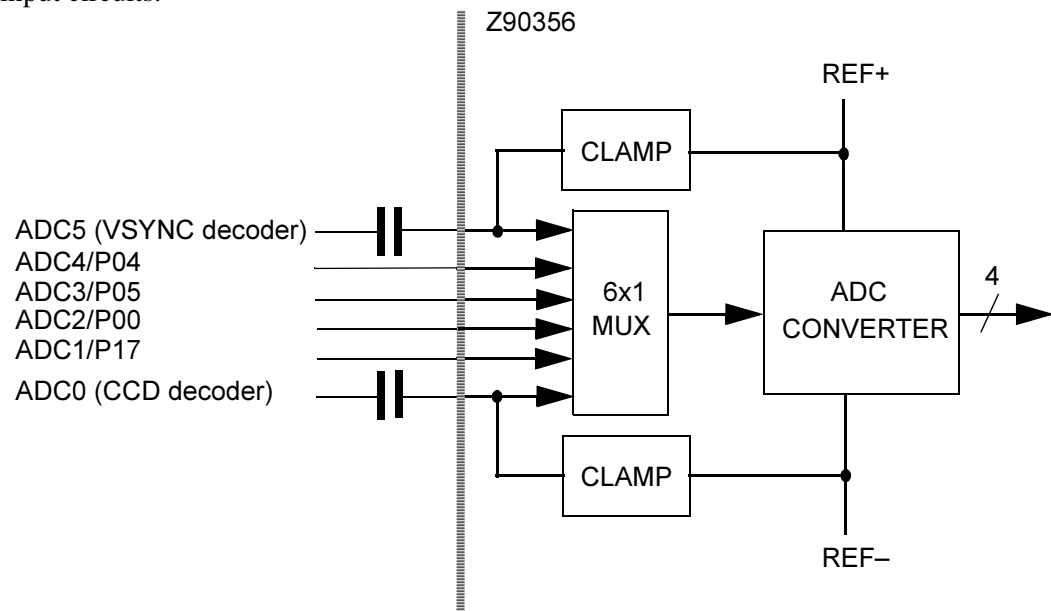 input circuits.
Z90356
REF+
CLAMP
ADC5 (VSYNC decoder)
ADC4/P04
ADC3/P05
ADC2/P00
ADC1/P17
ADC0 (CCD decoder)
6x1
MUX
ADC
CONVERTER
4
CLAMP
REF–